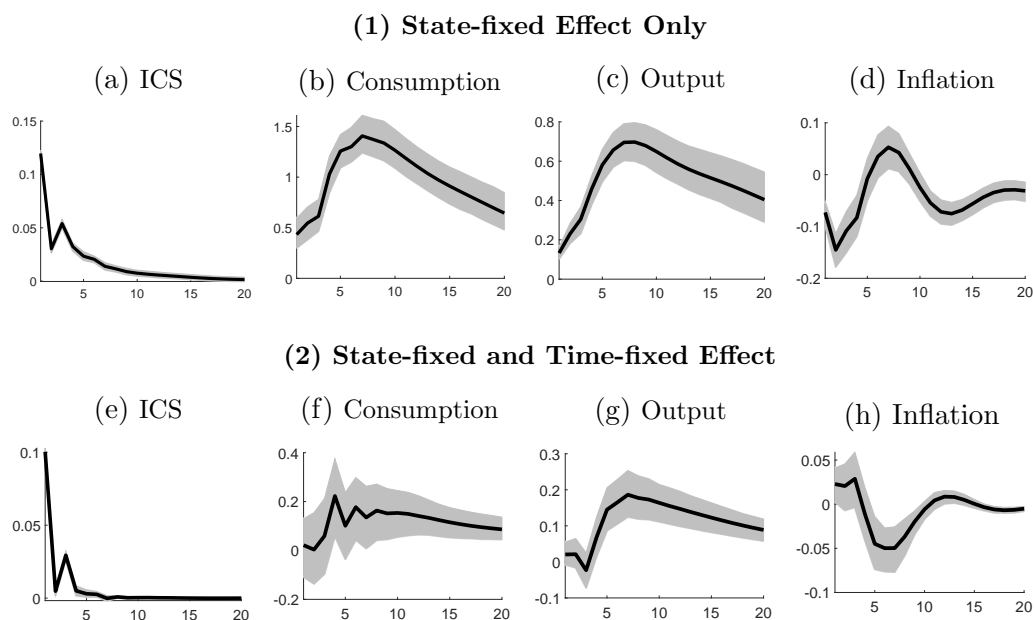 (1) State-fixed Effect Only
(a) ICS
(b) Consumption
(c) Output
(d) Inflation
0.15
0.1
0.05
0
5 10 15 20
1.5
1
0.5
0
5 10 15 20
0.8
0.6
0.4
0.2
0
5 10 15 20
0.1
0
-0.1
-0.2
5 10 15 20
(2) State-fixed and Time-fixed Effect
(e) ICS
(f) Consumption
(g) Output
(h) Inflation
0.1
0.05
0
5 10 15 20
0.4
0.2
0
-0.2
5 10 15 20
0.3
0.2
0.1
0
-0.1
5 10 15 20
0.05
0
-0.05
-0.1
5 10 15 20